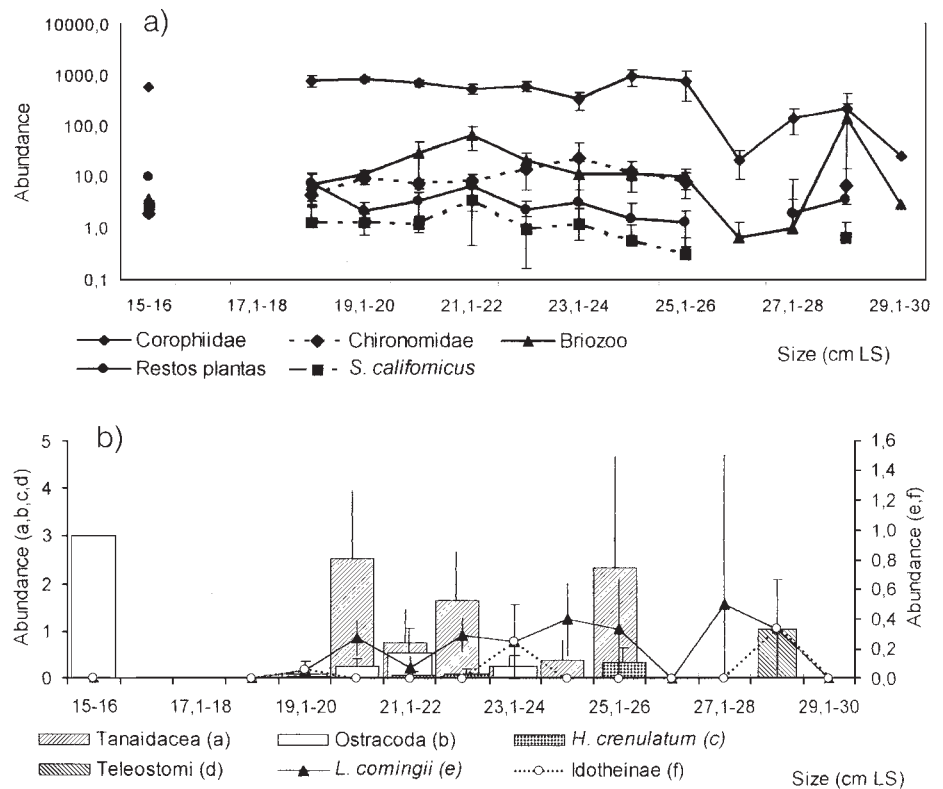 a)
10000,0
1000,0
100,0
10,0
1,0
0,1
Abundance
15-16 17,1-18 19,1-20 21,1-22 23,1-24 25,1-26 27,1-28 29,1-30
Corophiidae Chironomidae Briozoo
Restos plantas S. californicus
Size (cm LS)
b)
5
4
3
2
1
0
Abundance (a,b,c,d)
1,6
1,4
1,2
1,0
0,8
0,6
0,4
0,2
0,0
Abundance (e,f)
15-16 17,1-18 19,1-20 21,1-22 23,1-24 25,1-26 27,1-28 29,1-30
Tanaidacea (a) Ostracoda (b) H. crenulatum (c)
Teleostomi (d) L. comingii (e) Idotheinae (f)
Size (cm LS)